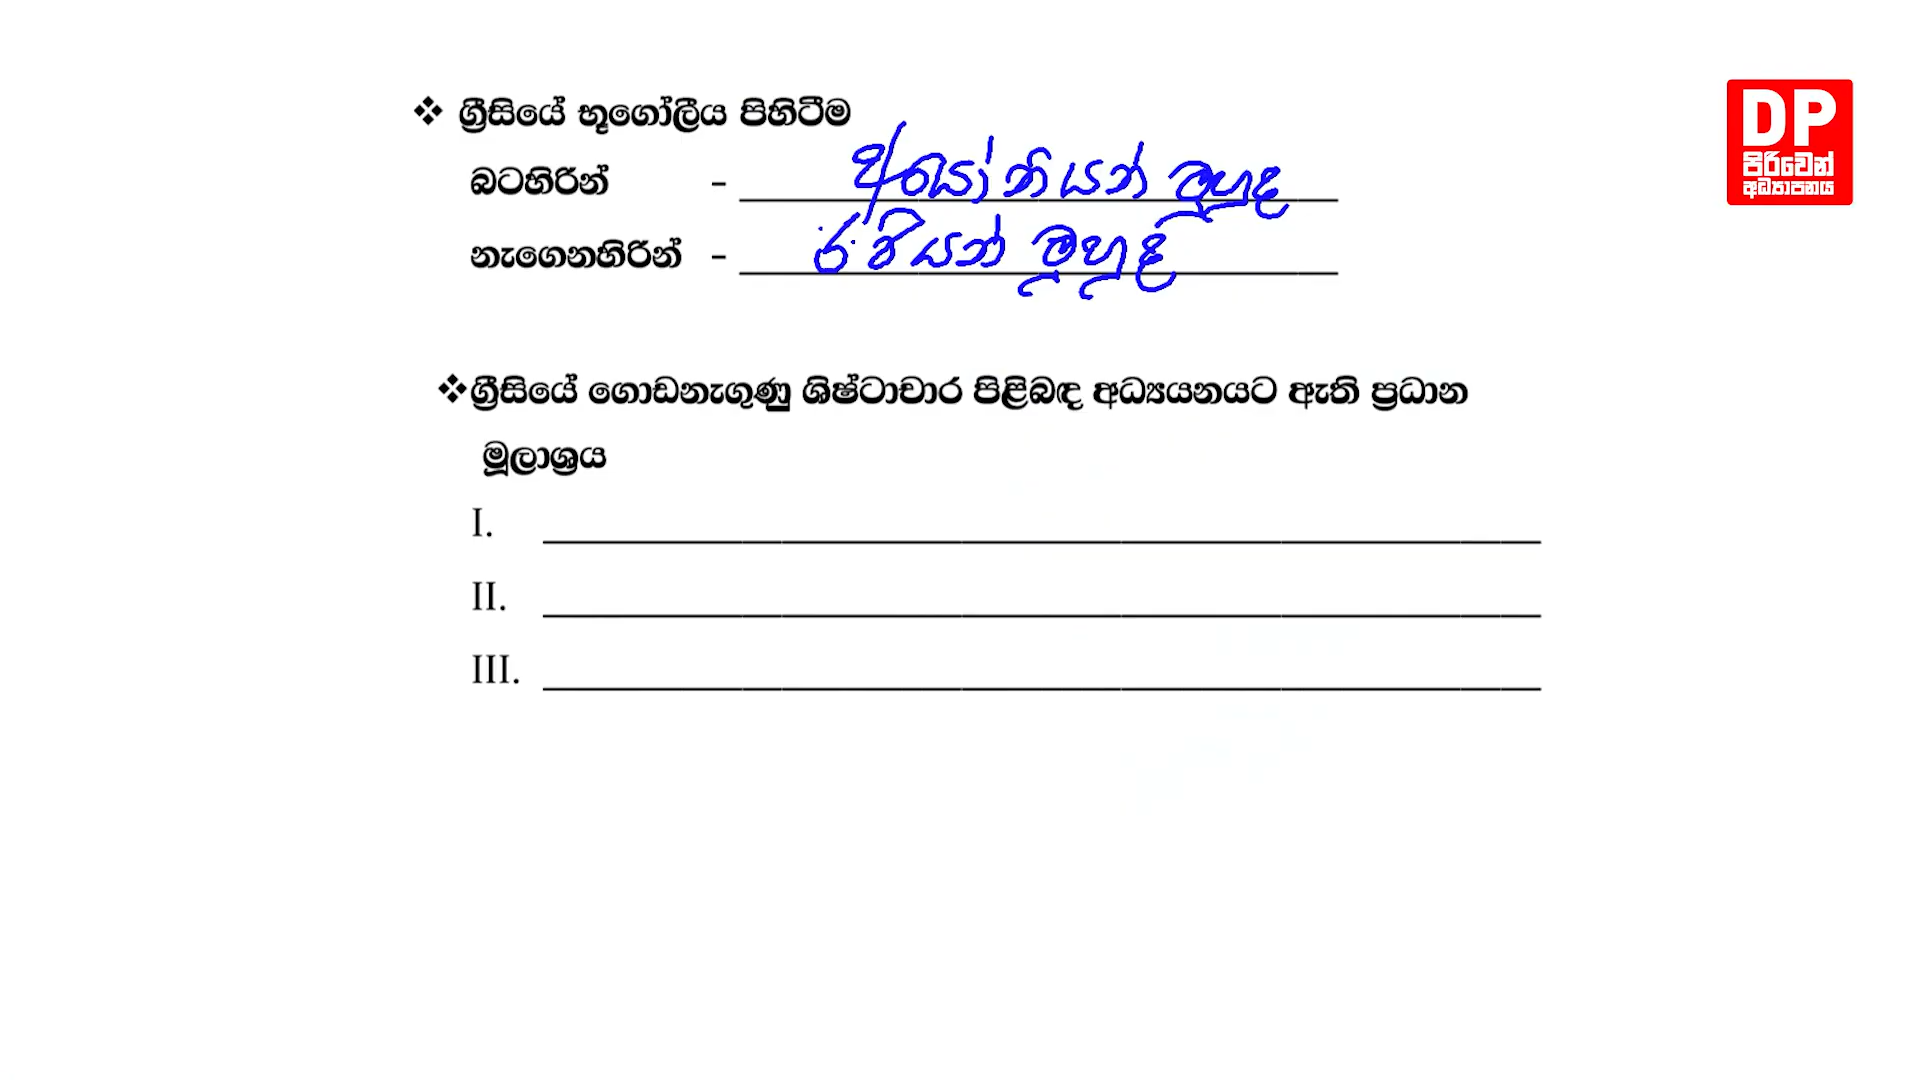 ❖ ග්‍රීසියේ භූගෝලීය පිහිටීම
බටහිරින් - අයෝනියන් මුහුද
නැගෙනහිරින් - ඊජියන් මුහුද
❖ග්‍රීසියේ ගොඩනැගුණු ශිෂ්ටාචාර පිළිබඳ අධ්‍යයනයට ඇති ප්‍රධාන
මූලාශ්‍රය
I.
II.
III.
DP
පිරිවෙන්
අධ්‍යාපනය